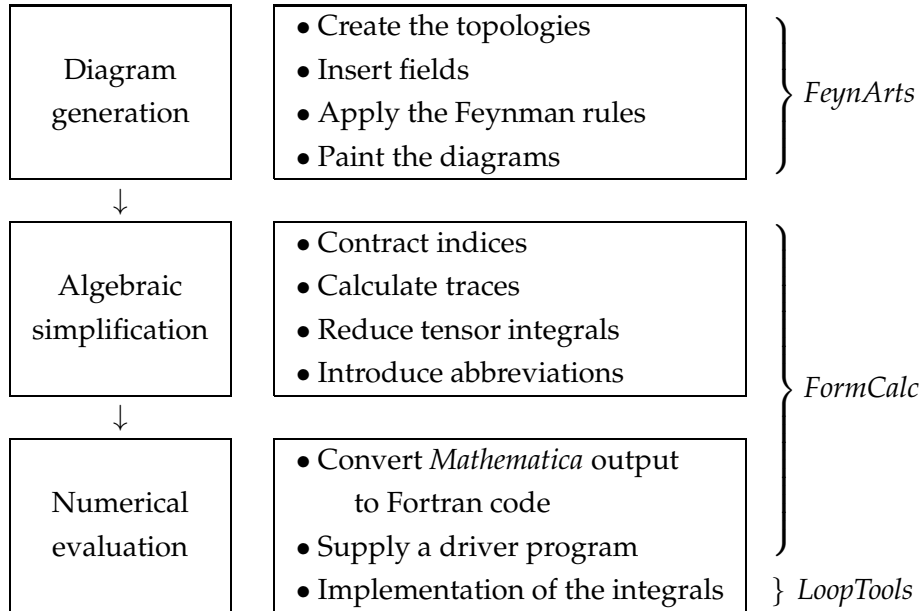 Diagram
generation
• Create the topologies
• Insert fields
• Apply the Feynman rules
• Paint the diagrams
} FeynArts
↓
Algebraic
simplification
• Contract indices
• Calculate traces
• Reduce tensor integrals
• Introduce abbreviations
} FormCalc
↓
Numerical
evaluation
• Convert Mathematica output
to Fortran code
• Supply a driver program
• Implementation of the integrals
} LoopTools